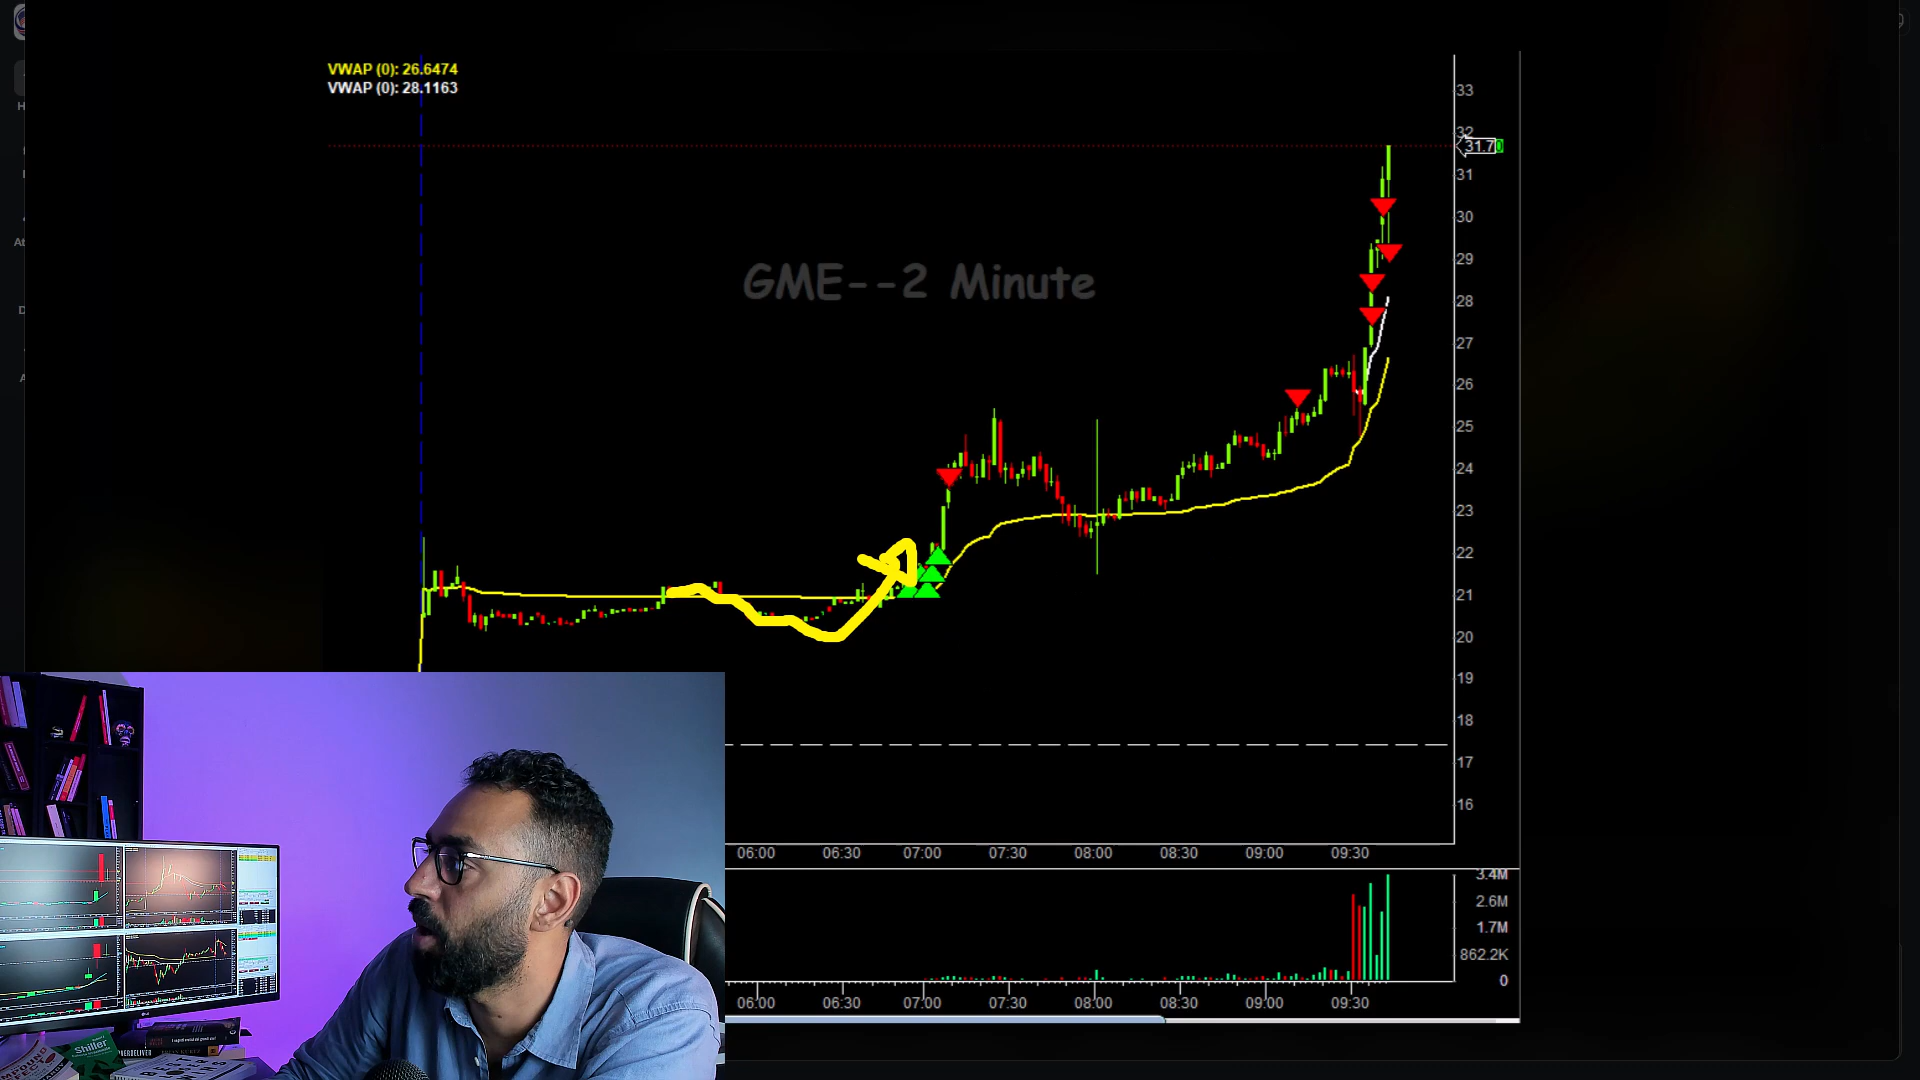 VWAP (0): 26.6474
VWAP (0): 28.1163
GME--2 Minute
33
32
31.70
31
30
29
28
27
26
25
24
23
22
21
20
19
18
17
16
06:00 06:30 07:00 07:30 08:00 08:30 09:00 09:30
3.4M
2.6M
1.7M
862.2K
0
06:00 06:30 07:00 07:30 08:00 08:30 09:00 09:30
H
At
D
A
Shiller